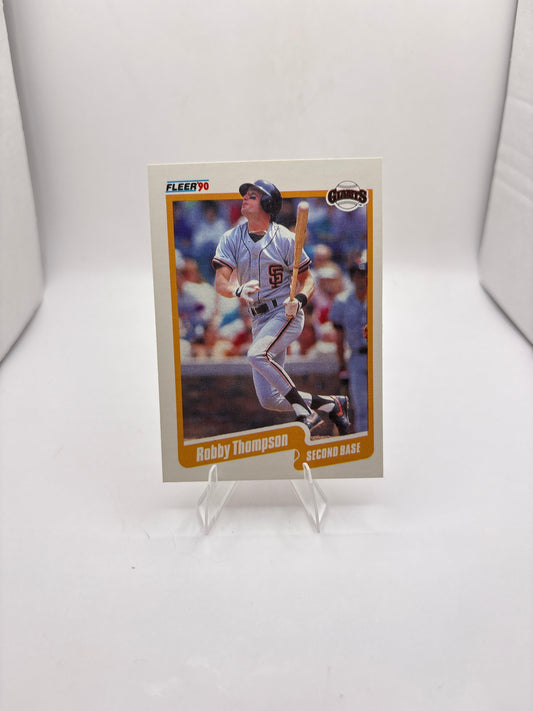 FLEER '90
GIANTS
SF
Robby Thompson
SECOND BASE